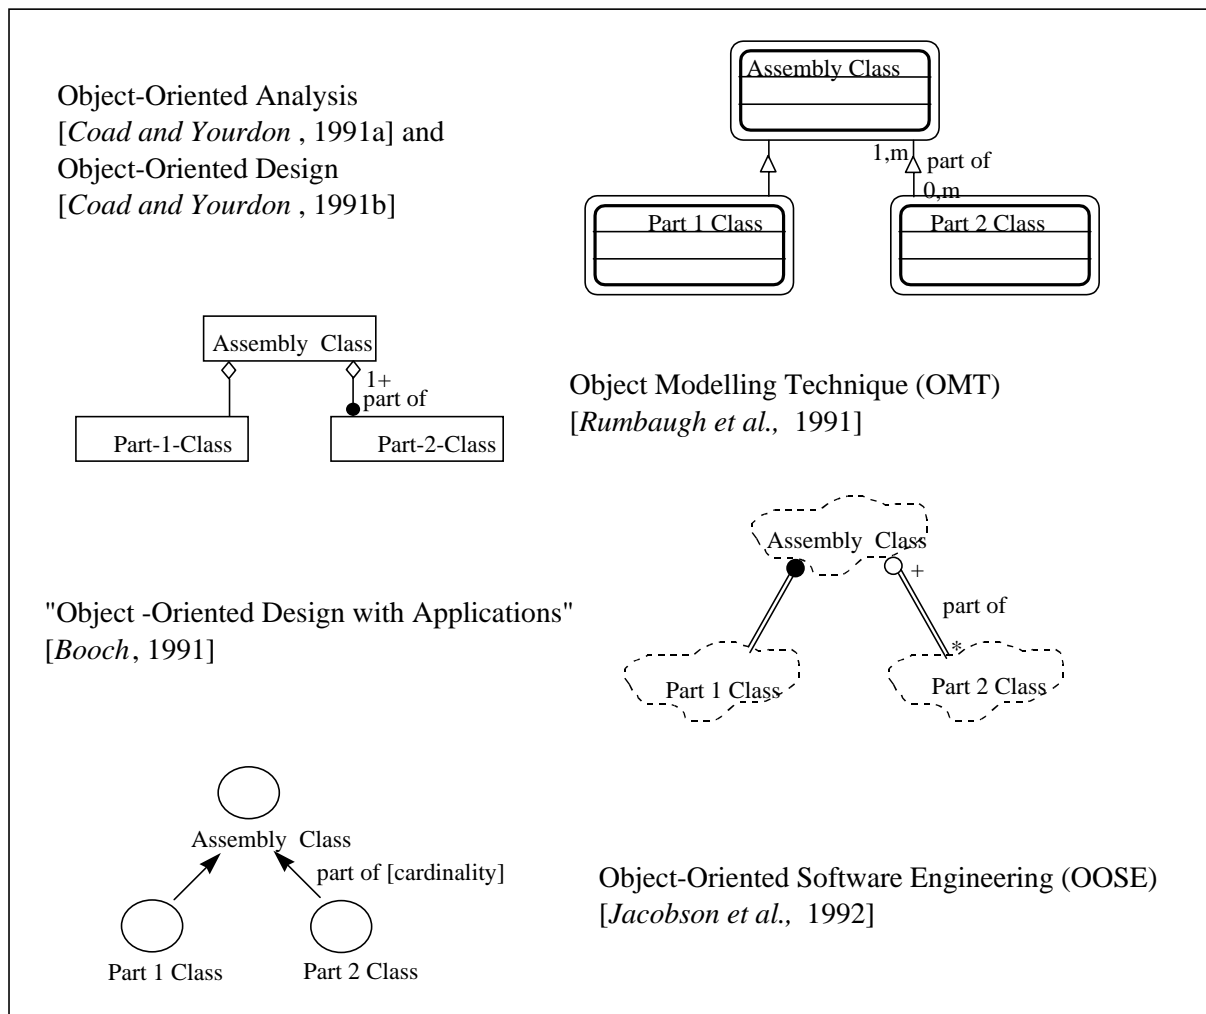 Object-Oriented Analysis
[Coad and Yourdon , 1991a] and
Object-Oriented Design
[Coad and Yourdon , 1991b]
Assembly Class
1,m
part of
0,m
Part 1 Class
Part 2 Class
Assembly Class
1+
part of
Part-1-Class
Part-2-Class
Object Modelling Technique (OMT)
[Rumbaugh et al., 1991]
"Object -Oriented Design with Applications"
[Booch, 1991]
Assembly Class
+
part of
*
Part 1 Class
Part 2 Class
Assembly Class
part of [cardinality]
Part 1 Class
Part 2 Class
Object-Oriented Software Engineering (OOSE)
[Jacobson et al., 1992]